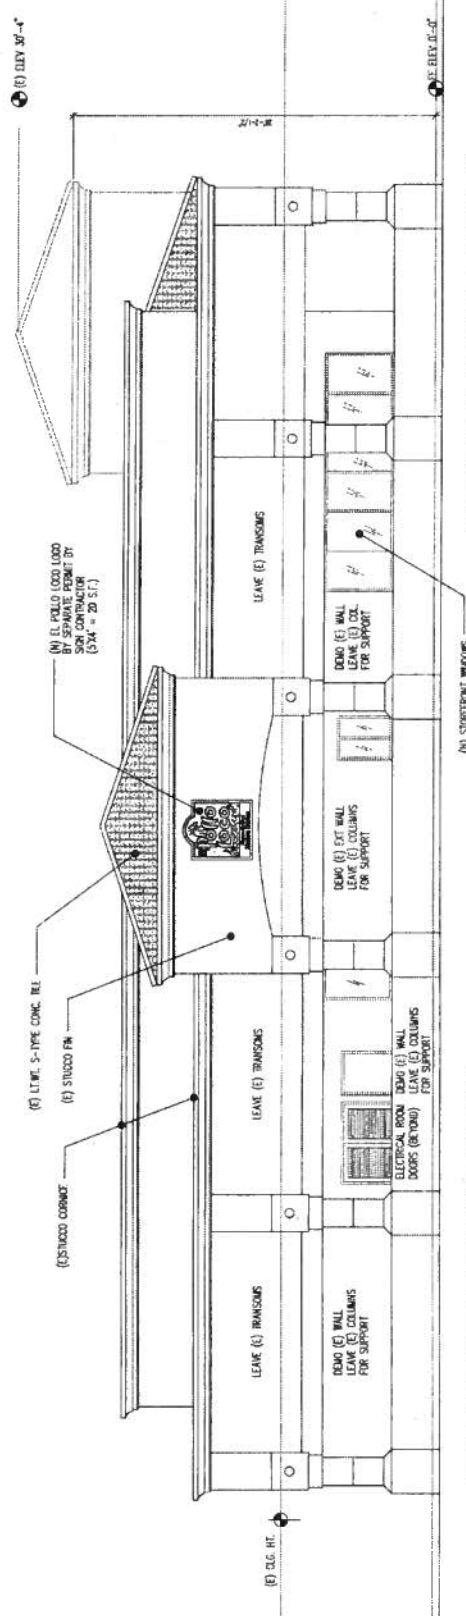 (E) LT.WT. S-TYPE CONC. TILE
(E) STUCCO FIN
(E)STUCCO CORNICE
(N) EL POLLO LOCO LOGO
BY SEPARATE PERMIT BY
SIGN CONTRACTOR
(5'X4' = 20 S.F.)
(E) ELEV 30'-4"
(E) CLG. HT.
LEAVE (E) TRANSOMS
LEAVE (E) TRANSOMS
LEAVE (E) TRANSOMS
DEMO (E) WALL
LEAVE (E) COLUMNS
FOR SUPPORT
ELECTRICAL ROOM
DOORS (BEYOND)
DEMO (E) WALL
LEAVE (E) COLUMNS
FOR SUPPORT
DEMO (E) EXT WALL
LEAVE (E) COLUMNS
FOR SUPPORT
DEMO (E) WALL
LEAVE (E) COL.
FOR SUPPORT
(N) STOREFRONT WINDOWS
FF ELEV 0'-0"